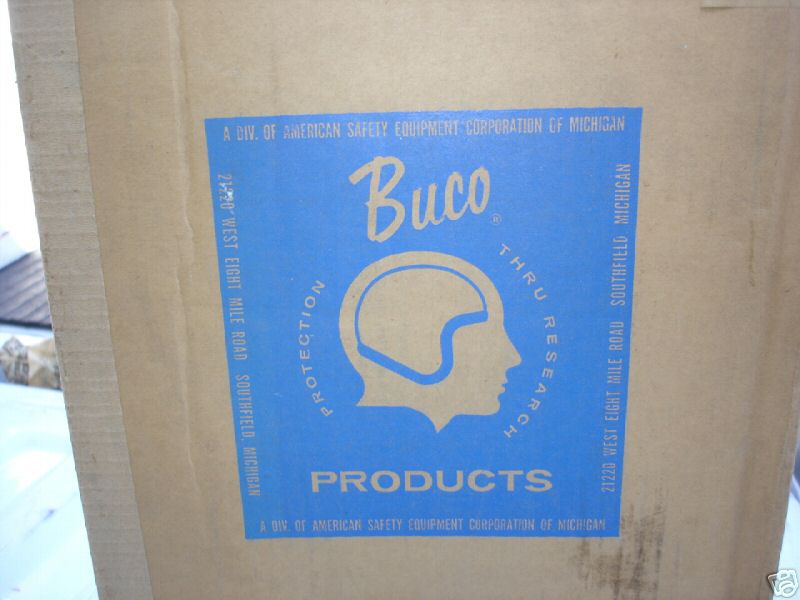 A DIV. OF AMERICAN SAFETY EQUIPMENT CORPORATION OF MICHIGAN
Buco®
PROTECTION THRU RESEARCH
PRODUCTS
21220 WEST EIGHT MILE ROAD SOUTHFIELD, MICHIGAN
21220 WEST EIGHT MILE ROAD SOUTHFIELD MICHIGAN
A DIV. OF AMERICAN SAFETY EQUIPMENT CORPORATION OF MICHIGAN